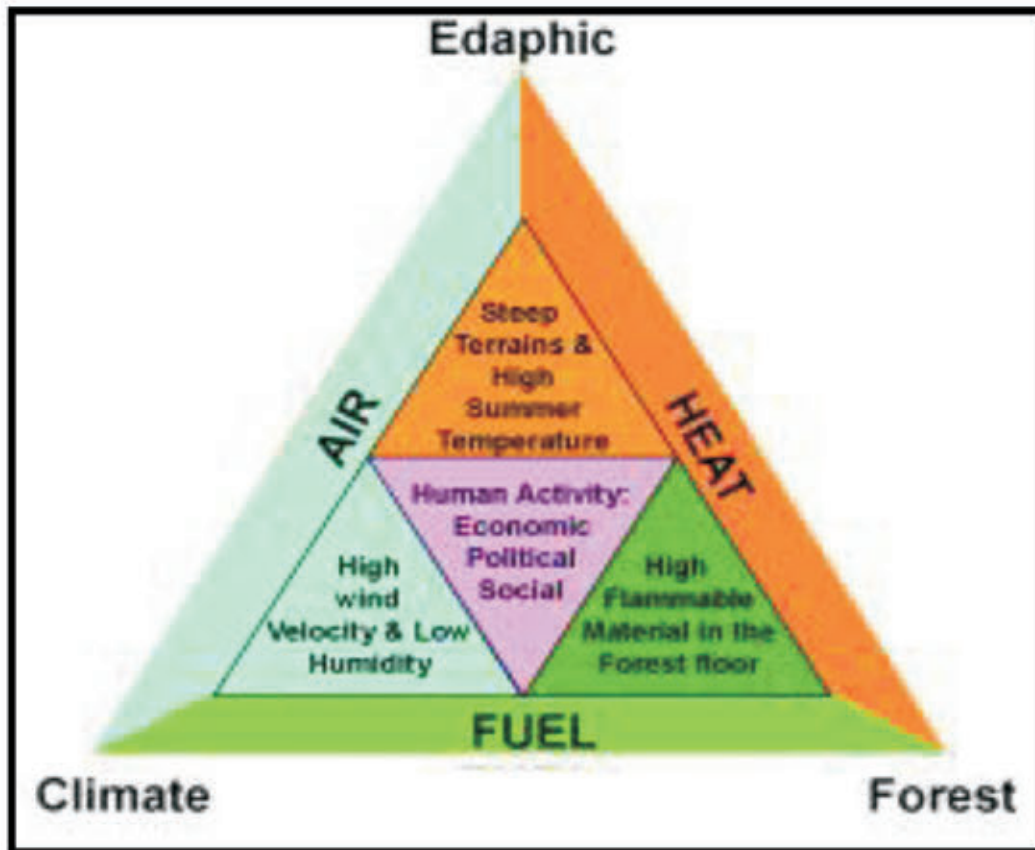 Edaphic
AIR
HEAT
Steep
Terrains &
High
Summer
Temperature
Human Activity:
Economic
Political
Social
High
wind
Velocity & Low
Humidity
High
Flammable
Material in the
Forest floor
FUEL
Climate
Forest